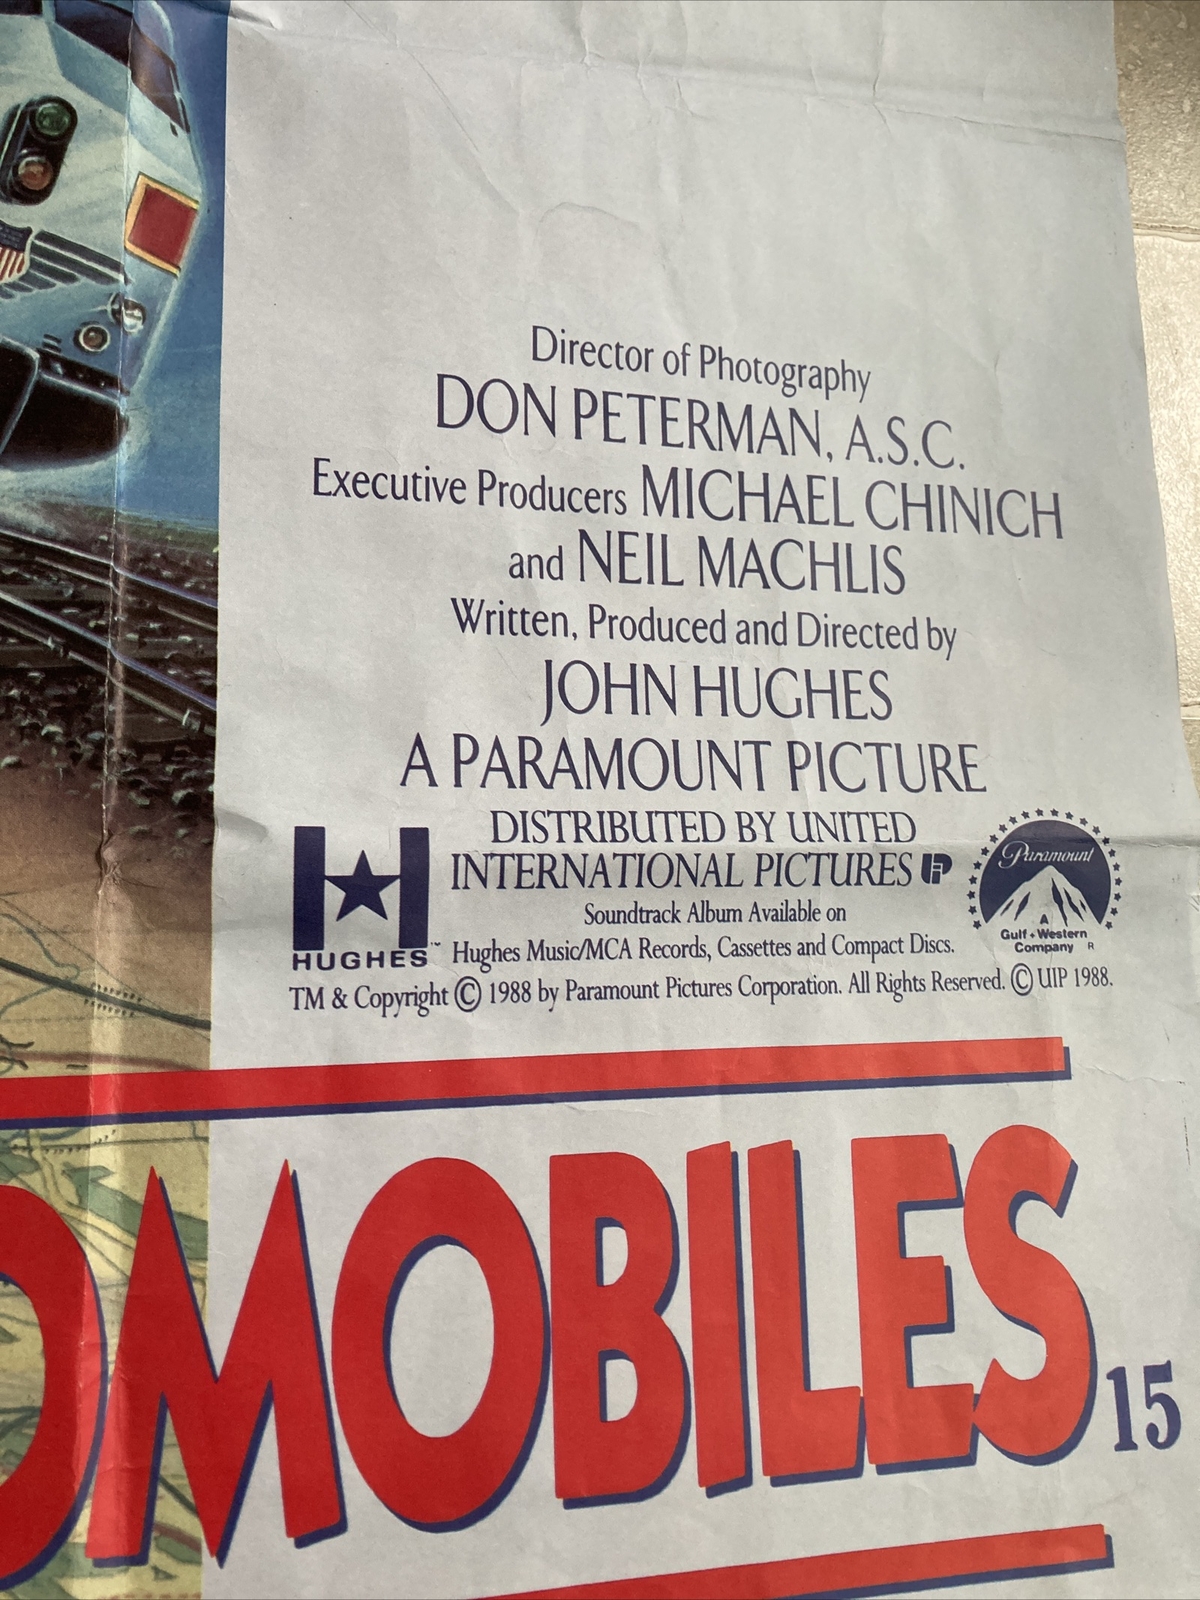 Director of Photography
DON PETERMAN, A.S.C.
Executive Producers MICHAEL CHINICH
and NEIL MACHLIS
Written, Produced and Directed by
JOHN HUGHES
A PARAMOUNT PICTURE
DISTRIBUTED BY UNITED
INTERNATIONAL PICTURES UIP
Soundtrack Album Available on
Hughes Music/MCA Records, Cassettes and Compact Discs.
HUGHES™
Paramount
A
Gulf+Western
Company R
TM & Copyright © 1988 by Paramount Pictures Corporation. All Rights Reserved. © UIP 1988.
OMOBILES 15